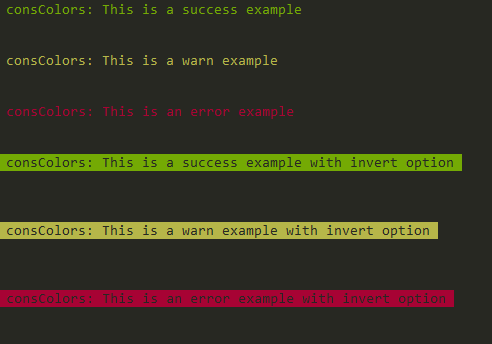 consColors: This is a success example
consColors: This is a warn example
consColors: This is an error example
consColors: This is a success example with invert option
consColors: This is a warn example with invert option
consColors: This is an error example with invert option